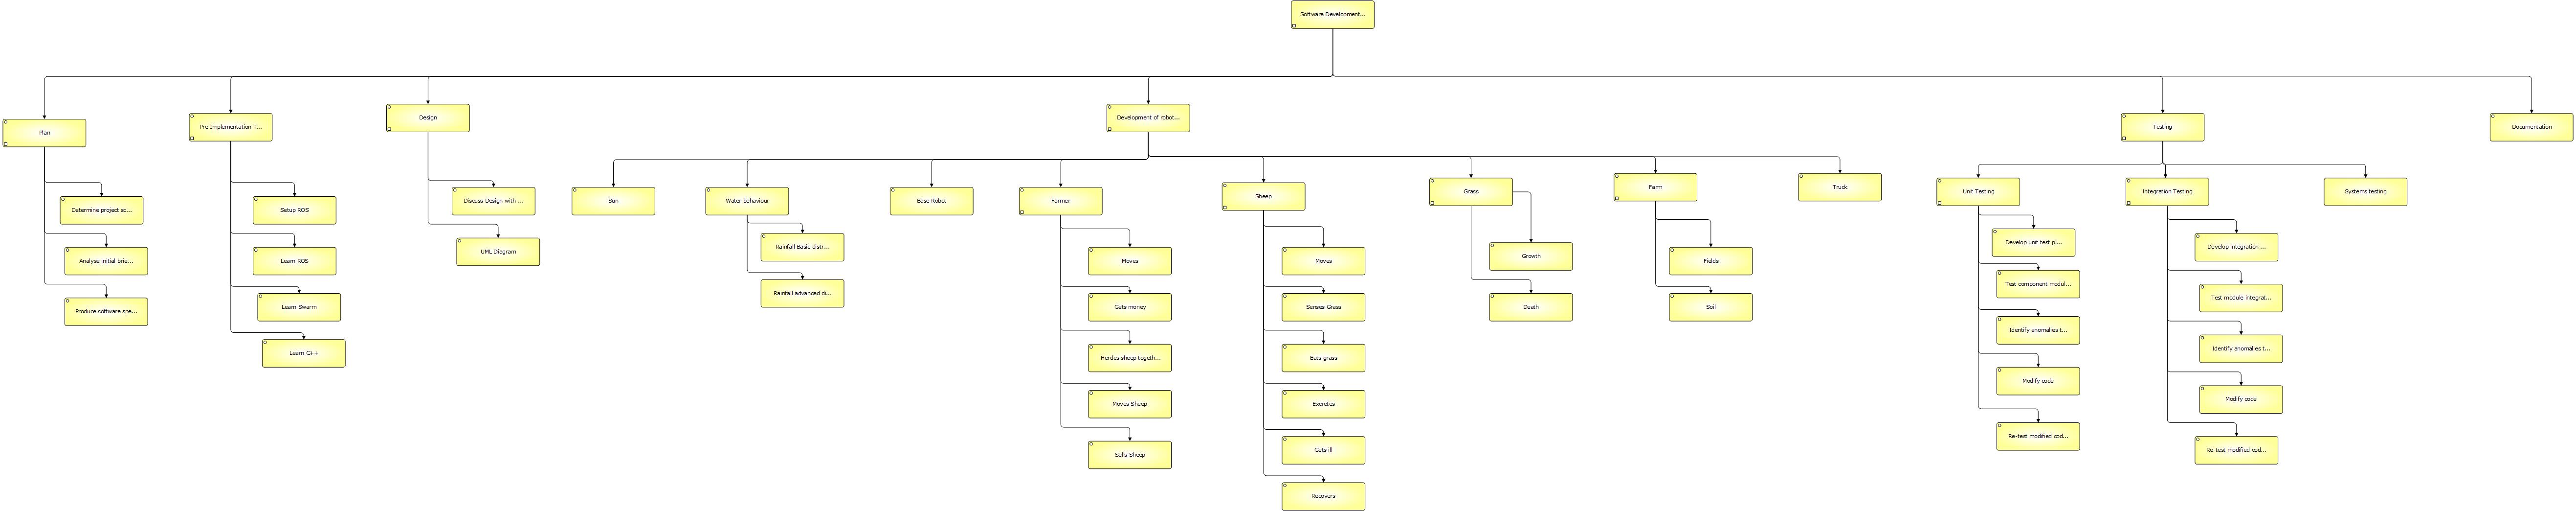 Software Development...
Plan
Pre Implementation T...
Design
Development of robot...
Testing
Documentation
Determine project sc...
Analyse initial brie...
Produce software spe...
Setup ROS
Learn ROS
Learn Swarm
Learn C++
Discuss Design with ...
UML Diagram
Sun
Water behaviour
Rainfall Basic distr...
Rainfall advanced di...
Base Robot
Farmer
Moves
Gets money
Herdes sheep togeth...
Moves Sheep
Sells Sheep
Sheep
Moves
Senses Grass
Eats grass
Excretes
Gets ill
Recovers
Grass
Growth
Death
Farm
Fields
Soil
Truck
Unit Testing
Develop unit test pl...
Test component modul...
Identify anomalies t...
Modify code
Re-test modified cod...
Integration Testing
Develop integration ...
Test module integrat...
Identify anomalies t...
Modify code
Re-test modified cod...
Systems testing